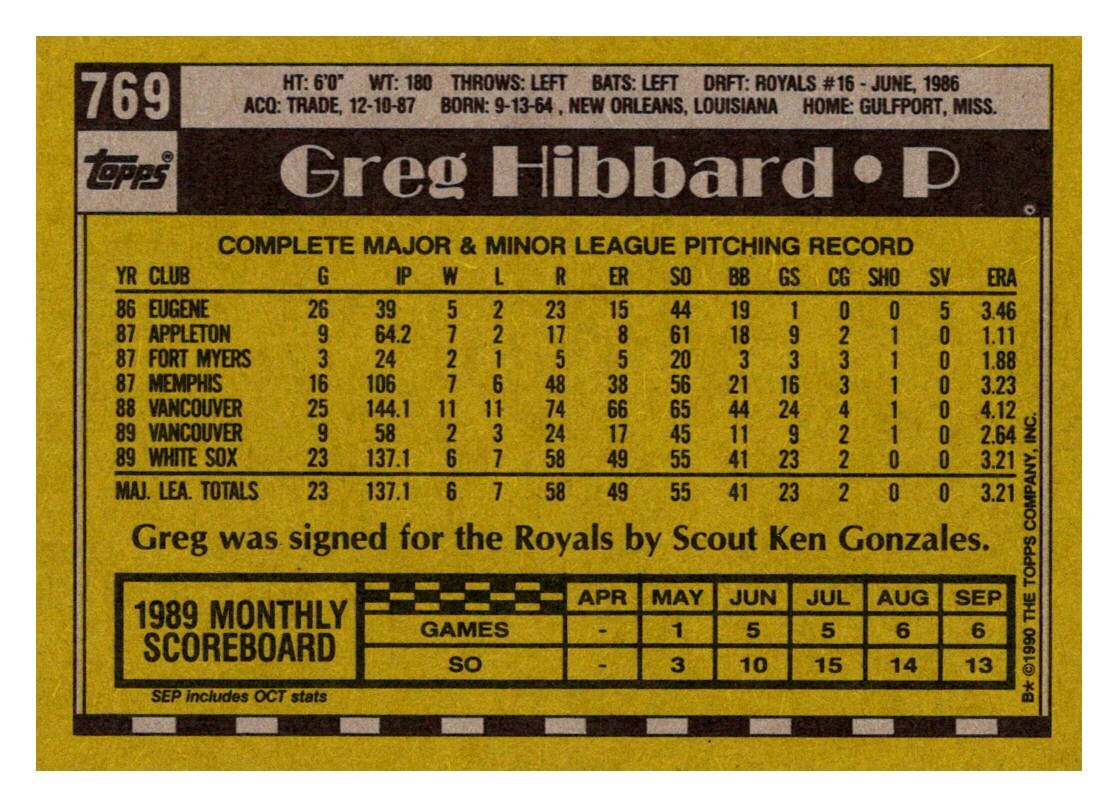 769
HT: 6'0" WT: 180 THROWS: LEFT BATS: LEFT DRFT: ROYALS #16 - JUNE, 1986
ACQ: TRADE, 12-10-87 BORN: 9-13-64 , NEW ORLEANS, LOUISIANA HOME: GULFPORT, MISS.
TOPPS®
Greg Hibbard • P
©
COMPLETE MAJOR & MINOR LEAGUE PITCHING RECORD
YR CLUB G IP W L R ER SO BB GS CG SHO SV ERA
86 EUGENE 26 39 5 2 23 15 44 19 1 0 0 5 3.46
87 APPLETON 9 64.2 7 2 17 8 61 18 9 2 1 0 1.11
87 FORT MYERS 3 24 2 1 5 5 20 3 3 3 1 0 1.88
87 MEMPHIS 16 106 7 6 48 38 56 21 16 3 1 0 3.23
88 VANCOUVER 25 144.1 11 11 74 66 65 44 24 4 1 0 4.12
89 VANCOUVER 9 58 2 3 24 17 45 11 9 2 1 0 2.64
89 WHITE SOX 23 137.1 6 7 58 49 55 41 23 2 0 0 3.21
MAJ. LEA. TOTALS 23 137.1 6 7 58 49 55 41 23 2 0 0 3.21
Greg was signed for the Royals by Scout Ken Gonzales.
1989 MONTHLY SCOREBOARD
APR MAY JUN JUL AUG SEP
GAMES - 1 5 5 6 6
SO - 3 10 15 14 13
SEP includes OCT stats
B* ©1990 THE TOPPS COMPANY, INC.